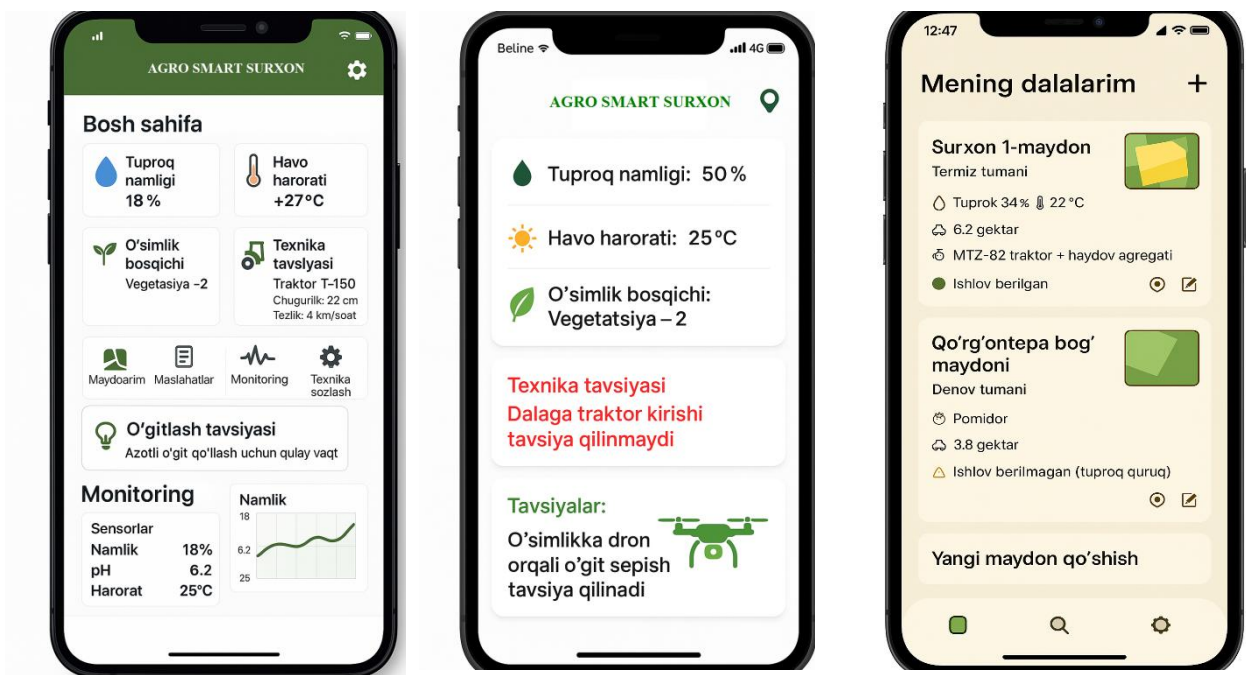 AGRO SMART SURXON
Bosh sahifa
Tuproq
namligi
18 %
Havo
harorati
+27°C
O'simlik
bosqichi
Vegetasiya –2
Texnika
tavslyasi
Traktor T–150
Chugurilk: 22 cm
Tezlik: 4 km/soat
Maydoarim
Maslahatlar
Monitoring
Texnika
sozlash
O'gitlash tavsiyasi
Azotli o'git qo'llash uchun qulay vaqt
Monitoring
Sensorlar
Namlik 18%
pH 6.2
Harorat 25°C
Namlik
18
6.2
25
Beline 4G
AGRO SMART SURXON
Tuproq namligi: 50 %
Havo harorati: 25°C
O'simlik bosqichi:
Vegetatsiya – 2
Texnika tavsiyasi
Dalaga traktor kirishi
tavsiya qilinmaydi
Tavsiyalar:
O'simlikka dron
orqali o'git sepish
tavsiya qilinadi
12:47
Mening dalalarim +
Surxon 1-maydon
Termiz tumani
Tuprok 34% 22 °C
6.2 gektar
MTZ-82 traktor + haydov agregati
Ishlov berilgan
Qo'rg'ontepa bog'
maydoni
Denov tumani
Pomidor
3.8 gektar
Ishlov berilmagan (tuproq quruq)
Yangi maydon qo'shish